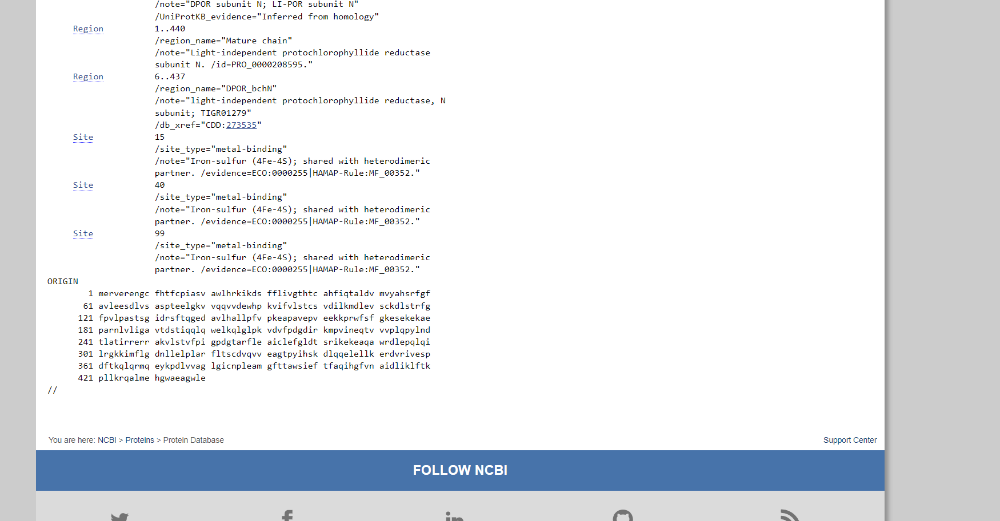 /note="DPOR subunit N; LI-POR subunit N"
/UniProtKB_evidence="Inferred from homology"
Region 1..440
/region_name="Mature chain"
/note="Light-independent protochlorophyllide reductase
subunit N. /id=PRO_0000208595."
Region 6..437
/region_name="DPOR_bchN"
/note="light-independent protochlorophyllide reductase, N
subunit; TIGR01279"
/db_xref="CDD:273535"
Site 15
/site_type="metal-binding"
/note="Iron-sulfur (4Fe-4S); shared with heterodimeric
partner. /evidence=ECO:0000255|HAMAP-Rule:MF_00352."
Site 40
/site_type="metal-binding"
/note="Iron-sulfur (4Fe-4S); shared with heterodimeric
partner. /evidence=ECO:0000255|HAMAP-Rule:MF_00352."
Site 99
/site_type="metal-binding"
/note="Iron-sulfur (4Fe-4S); shared with heterodimeric
partner. /evidence=ECO:0000255|HAMAP-Rule:MF_00352."
ORIGIN
1 merverengc fhtfcpiasv awlhrkikds fflivgthtc ahfiqtaldv mvyahsrfgf
61 avleesdlvs aspteelgkv vqqvvdewhp kvifvlstcs vdilkmdlev sckdlstrfg
121 fpvlpastsg idrsftqged avlhallpfv pkeapavepv eekkprwfsf gkesekekae
181 parnlvliga vtdstiqqlq welkqlglpk vdvfpdgdir kmpvineqtv vvplqpylnd
241 tlatirrerr akvlstvfpi gpdgtarfle aiclefgldt srikekeaqa wrdlepqlqi
301 lrgkkimflg dnllelplar fltscdvqvv eagtpyihsk dlqqelellk erdvrivesp
361 dftkqlqrmq eykpdlvvag lgicnpleam gfttawsief tfaqihgfvn aidliklftk
421 pllkrqalme hgwaeagwle
//
You are here: NCBI > Proteins > Protein Database
Support Center
FOLLOW NCBI